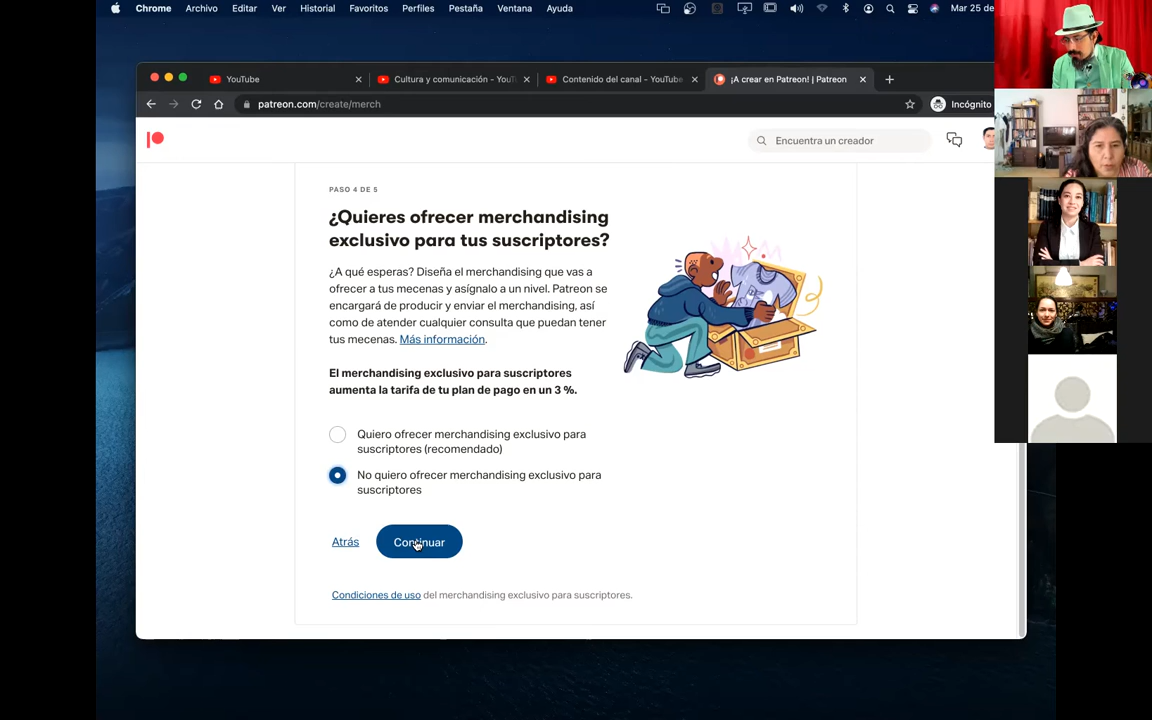 Chrome Archivo Editar Ver Historial Favoritos Perfiles Pestaña Ventana Ayuda Mar 25 de
YouTube Cultura y comunicación - YouT Contenido del canal - YouTube ¡A crear en Patreon! | Patreon
patreon.com/create/merch Incógnito
Encuentra un creador
PASO 4 DE 5
¿Quieres ofrecer merchandising
exclusivo para tus suscriptores?
¿A qué esperas? Diseña el merchandising que vas a
ofrecer a tus mecenas y asígnalo a un nivel. Patreon se
encargará de producir y enviar el merchandising, así
como de atender cualquier consulta que puedan tener
tus mecenas. Más información.
El merchandising exclusivo para suscriptores
aumenta la tarifa de tu plan de pago en un 3 %.
Quiero ofrecer merchandising exclusivo para
suscriptores (recomendado)
No quiero ofrecer merchandising exclusivo para
suscriptores
Atrás Continuar
Condiciones de uso del merchandising exclusivo para suscriptores.